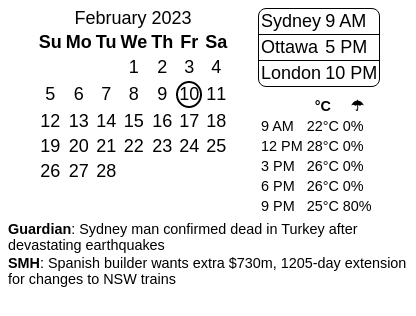 February 2023
Su Mo Tu We Th Fr Sa
1 2 3 4
5 6 7 8 9 10 11
12 13 14 15 16 17 18
19 20 21 22 23 24 25
26 27 28
Sydney 9 AM
Ottawa 5 PM
London 10 PM
°C ☂
9 AM 22°C 0%
12 PM 28°C 0%
3 PM 26°C 0%
6 PM 26°C 0%
9 PM 25°C 80%
Guardian: Sydney man confirmed dead in Turkey after
devastating earthquakes
SMH: Spanish builder wants extra $730m, 1205-day extension
for changes to NSW trains